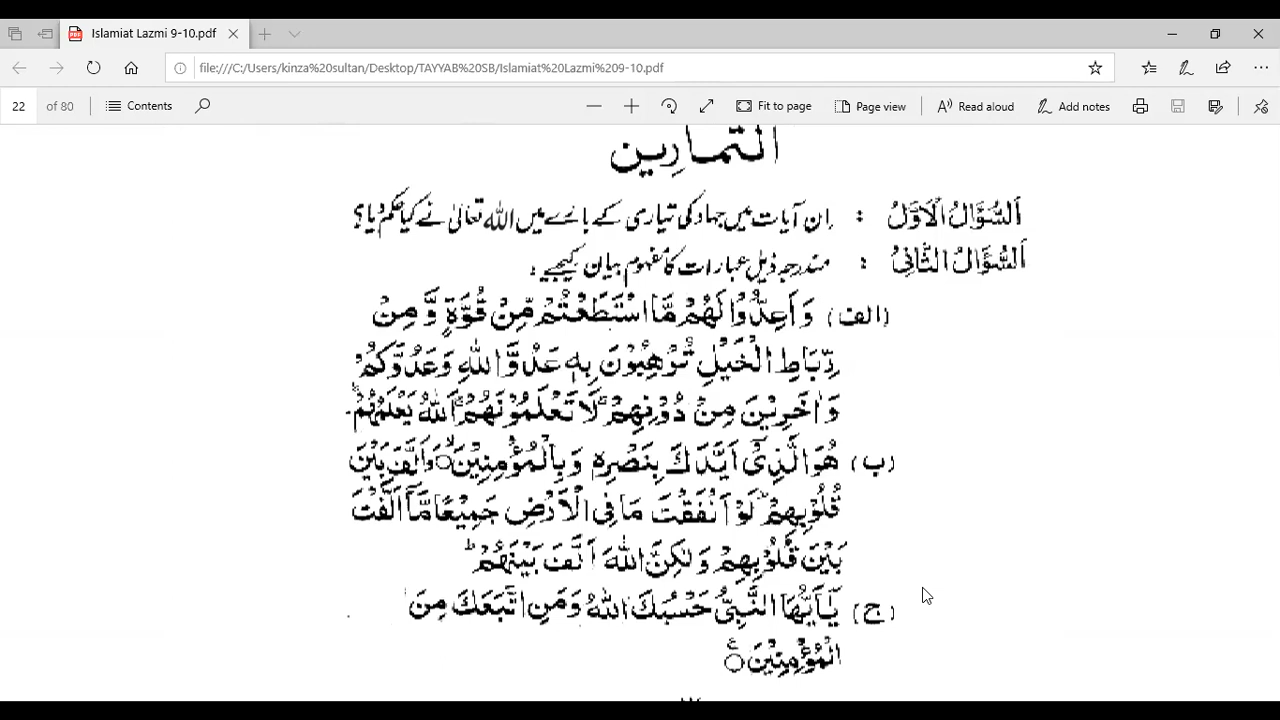 Islamiat Lazmi 9-10.pdf
file:///C:/Users/kinza%20sultan/Desktop/TAYYAB%20SB/Islamiat%20Lazmi%209-10.pdf
22 of 80 Contents Fit to page Page view Read aloud Add notes
اَلتَّمَارِين
اَلسُّؤَالُ الْاَوَّلُ : اِن آیات میں جہاد کی تیاری کے بارے میں اللہ تعالیٰ نے کیا حکم دیا؟
اَلسُّؤَالُ الثَّانِیْ : مندرجہ ذیل عبارات کا مفہوم بیان کیجیے :
(الف) وَاَعِدُّوْا لَهُمْ مَّا اسْتَطَعْتُمْ مِّنْ قُوَّةٍ وَّ مِنْ
رِّبَاطِ الْخَيْلِ تُرْهِبُوْنَ بِهٖ عَدُوَّ اللّٰهِ وَعَدُوَّكُمْ
وَاٰخَرِيْنَ مِنْ دُوْنِهِمْ ۚ لَا تَعْلَمُوْنَهُمْ ۚ اَللّٰهُ يَعْلَمُهُمْ ؕ
(ب) هُوَ الَّذِيْٓ اَيَّدَكَ بِنَصْرِهٖ وَبِالْمُؤْمِنِيْنَ ۙ وَاَلَّفَ بَيْنَ
قُلُوْبِهِمْ ؕ لَوْ اَنْفَقْتَ مَا فِى الْاَرْضِ جَمِيْعًا مَّآ اَلَّفْتَ
بَيْنَ قُلُوْبِهِمْ وَلٰكِنَّ اللّٰهَ اَلَّفَ بَيْنَهُمْ ؕ
(ج) يٰٓاَيُّهَا النَّبِىُّ حَسْبُكَ اللّٰهُ وَمَنِ اتَّبَعَكَ مِنَ
الْمُؤْمِنِيْنَ ۧ